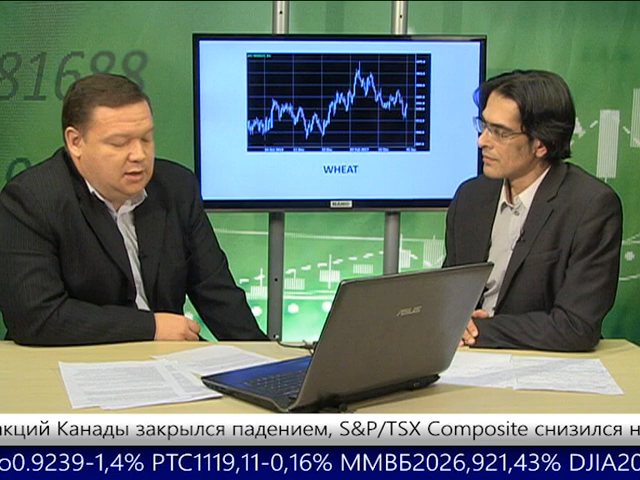 81688
WHEAT
ASUS
акций Канады закрылся падением, S&P/TSX Composite снизился н
о0.9239-1,4% РТС1119,11-0,16% ММВБ2026,921,43% DJIA20